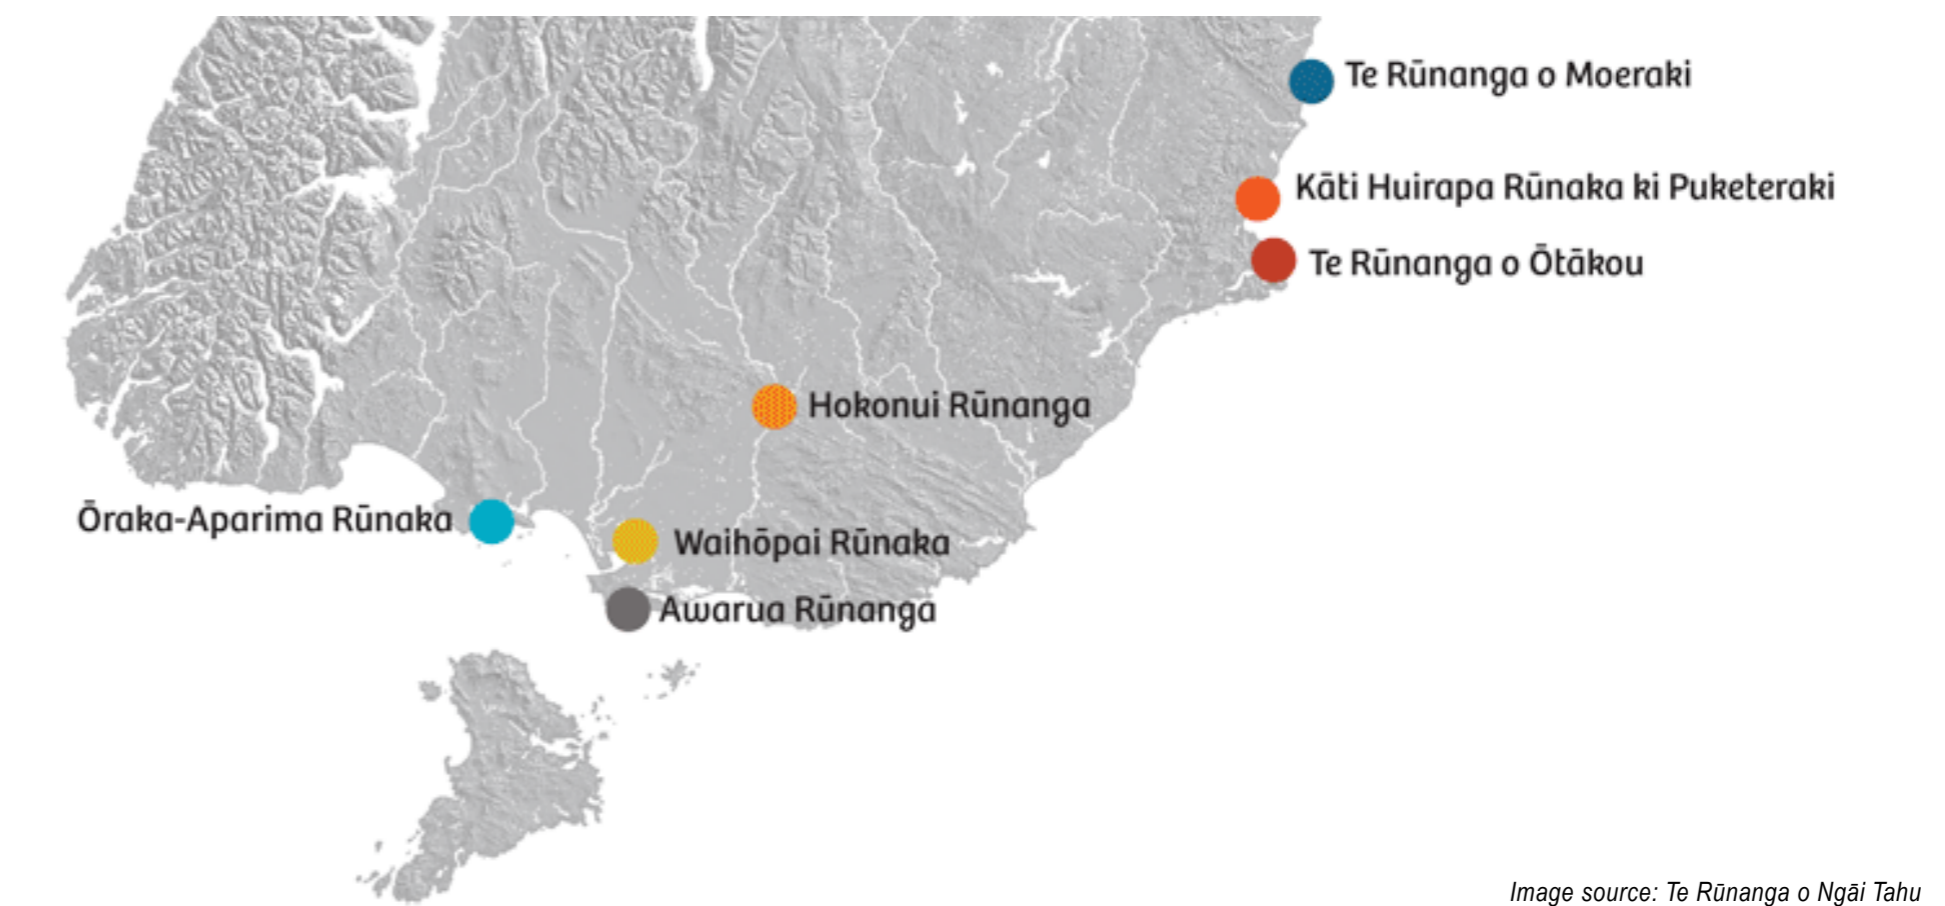 Te Rūnanga o Moeraki
Kāti Huirapa Rūnaka ki Puketeraki
Te Rūnanga o Ōtākou
Hokonui Rūnanga
Ōraka-Aparima Rūnaka
Waihōpai Rūnaka
Awarua Rūnanga
Image source: Te Rūnanga o Ngāi Tahu